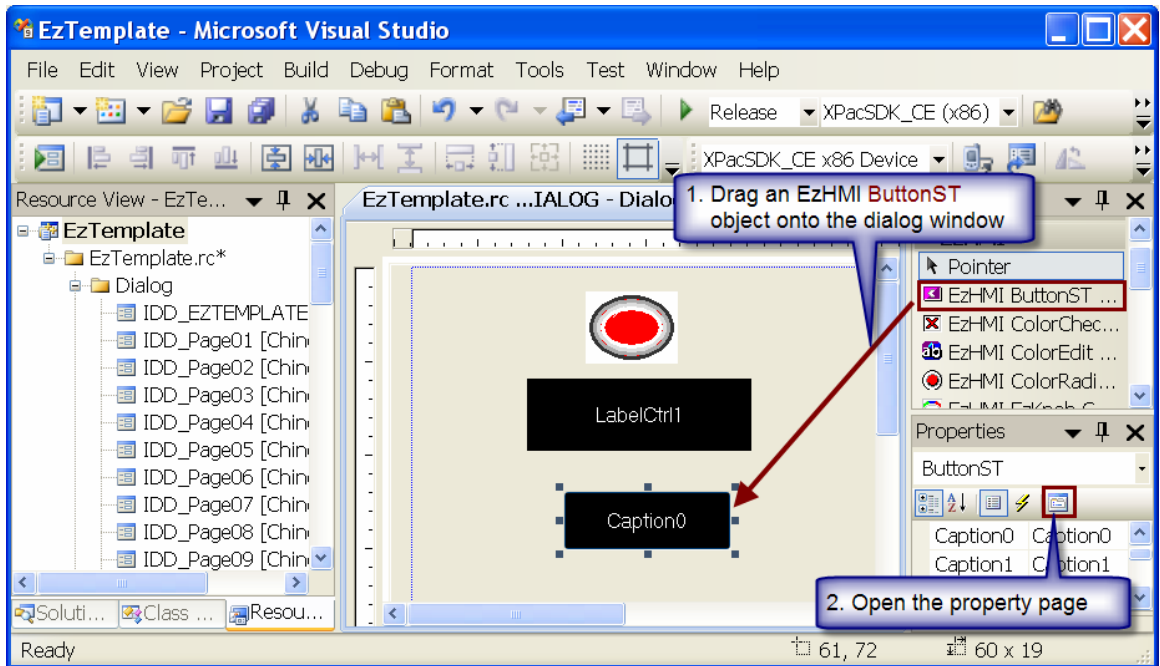 EzTemplate - Microsoft Visual Studio
File Edit View Project Build Debug Format Tools Test Window Help
Release XPacSDK_CE (x86)
XPacSDK_CE x86 Device
Resource View - EzTe...
EzTemplate.rc ...IALOG - Dialo
1. Drag an EzHMI ButtonST
object onto the dialog window
EzTemplate
EzTemplate.rc*
Dialog
IDD_EZTEMPLATE
IDD_Page01 [Chin
IDD_Page02 [Chin
IDD_Page03 [Chin
IDD_Page04 [Chin
IDD_Page05 [Chin
IDD_Page06 [Chin
IDD_Page07 [Chin
IDD_Page08 [Chin
IDD_Page09 [Chin
Soluti... Class ... Resou...
LabelCtrl1
Caption0
Pointer
EzHMI ButtonST ...
EzHMI ColorChec...
EzHMI ColorEdit ...
EzHMI ColorRadi...
Properties
ButtonST
Caption0 Caption0
Caption1 Caption1
2. Open the property page
Ready 61, 72 60 x 19